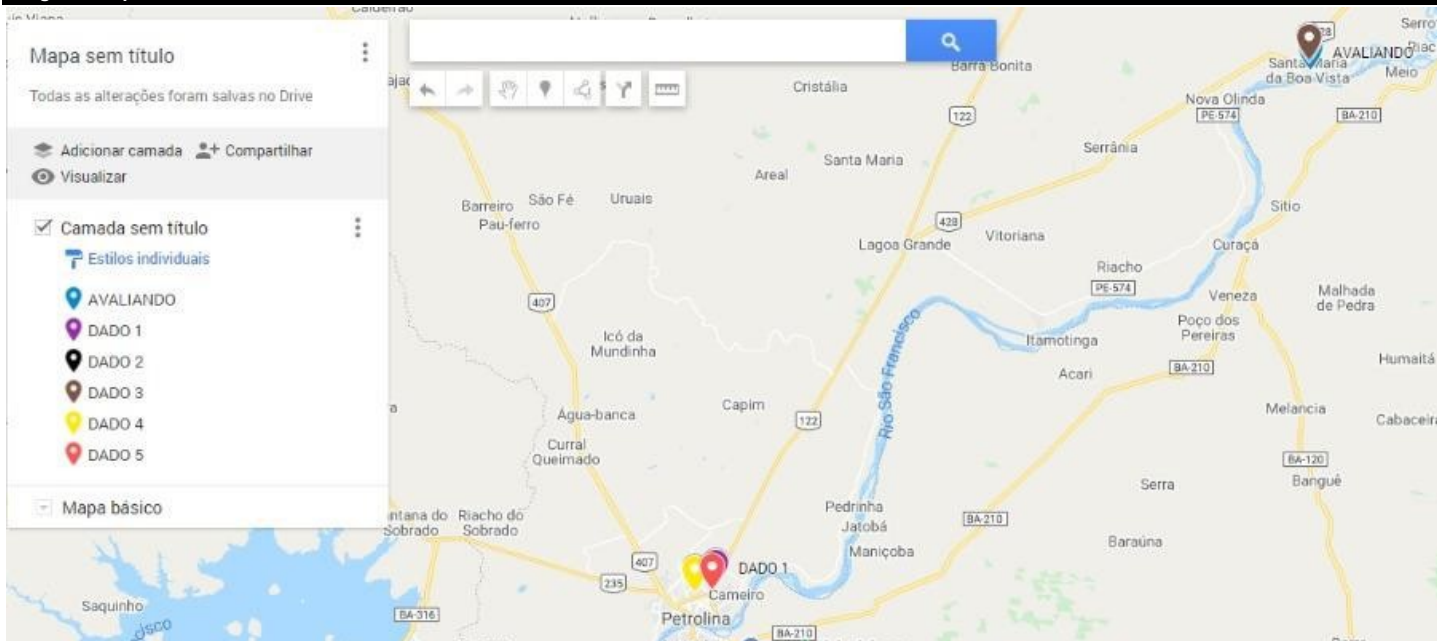 Mapa sem título
Todas as alterações foram salvas no Drive
Adicionar camada Compartilhar
Visualizar
Camada sem título
Estilos individuais
AVALIANDO
DADO 1
DADO 2
DADO 3
DADO 4
DADO 5
Mapa básico
Barra Bonita
Cristália
122
AVALIANDO
Santa Maria
da Boa Vista
Meio
Nova Olinda
PE-574
BA-210
Serrânia
Santa Maria
Areal
São Fé
Uruais
Barreiro
Pau-ferro
Sitio
428
Vitoriana
Lagoa Grande
Curaçá
Riacho
PE-574
Malhada
de Pedra
Veneza
407
Poço dos
Pereiras
Icó da
Mundinha
Itamotinga
Rio São Francisco
Humaitá
Acari
BA-210
Capim
Melancia
Água-banca
122
Curral
Queimado
BA-120
Banguê
Serra
Pedrinha
Riacho do
Sobrado
Sobrado
Jatobá
BA-210
Maniçoba
Baraúna
407
DADO 1
235
Carneiro
Saquinho
BA-316
Petrolina
BA-210